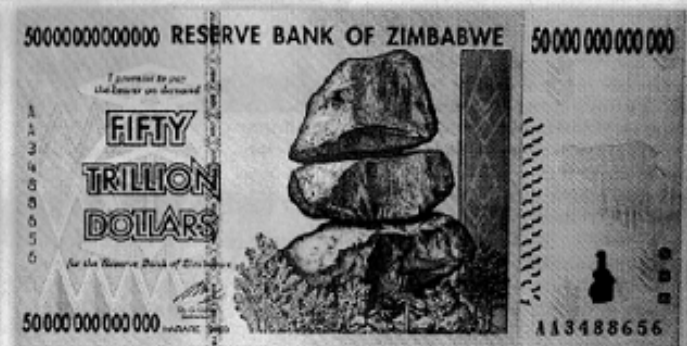 50000000000000 RESERVE BANK OF ZIMBABWE 50 000 000 000 000
I promise to pay
the bearer on demand
FIFTY
TRILLION
DOLLARS
for the Reserve Bank of Zimbabwe
50 000 000 000 000 HARARE
AA3488656
AA3488656